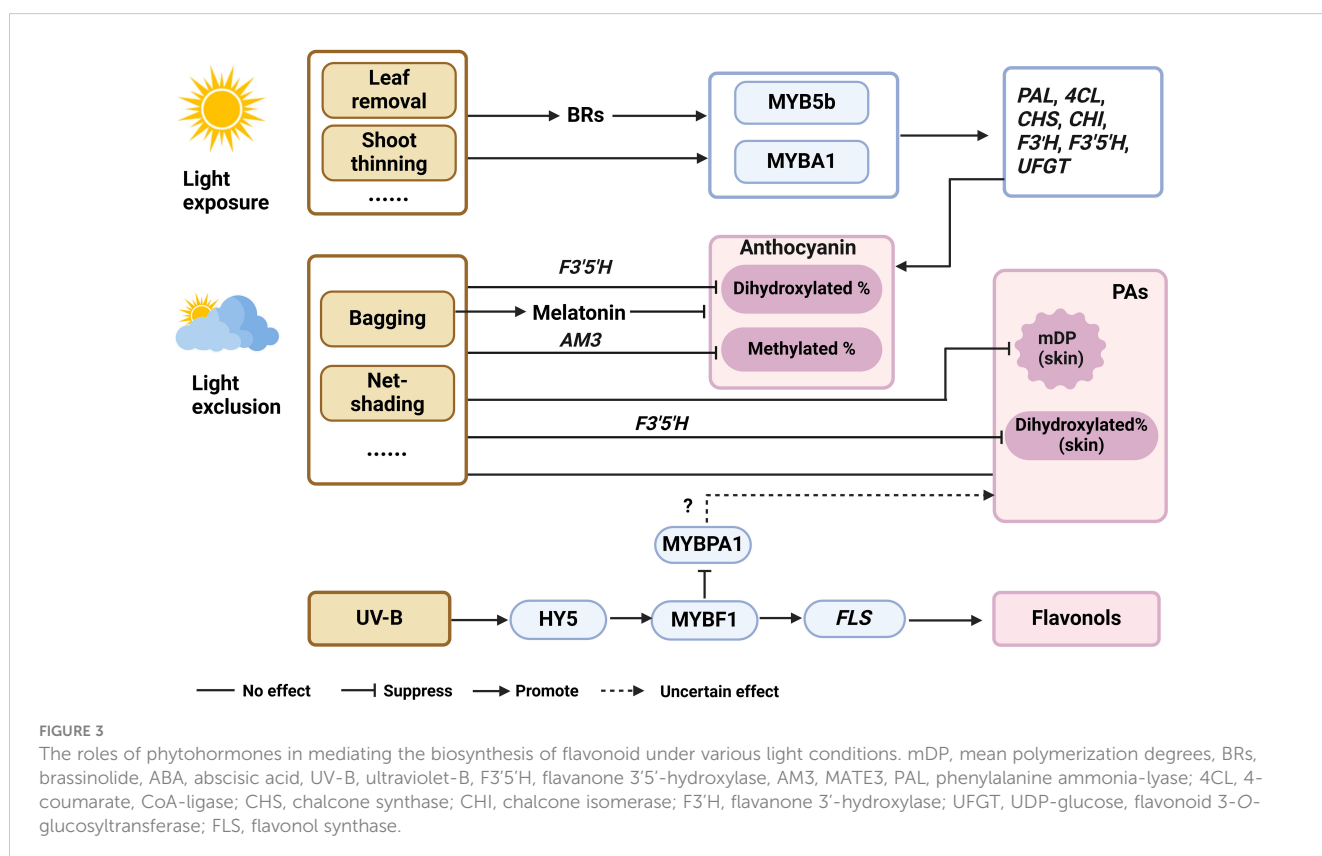 Leaf
removal
Shoot
thinning
......
Light
exposure
BRs
MYB5b
MYBA1
PAL, 4CL,
CHS, CHI,
F3'H, F3'5'H,
UFGT
Light
exclusion
Bagging
Net-
shading
......
F3'5'H
Melatonin
AM3
Anthocyanin
Dihydroxylated %
Methylated %
F3'5'H
PAs
mDP
(skin)
Dihydroxylated%
(skin)
?
MYBPA1
UV-B
HY5
MYBF1
FLS
Flavonols
No effect
Suppress
Promote
Uncertain effect
FIGURE 3
The roles of phytohormones in mediating the biosynthesis of flavonoid under various light conditions. mDP, mean polymerization degrees, BRs,
brassinolide, ABA, abscisic acid, UV-B, ultraviolet-B, F3'5'H, flavanone 3'5'-hydroxylase, AM3, MATE3, PAL, phenylalanine ammonia-lyase; 4CL, 4-
coumarate, CoA-ligase; CHS, chalcone synthase; CHI, chalcone isomerase; F3'H, flavanone 3'-hydroxylase; UFGT, UDP-glucose, flavonoid 3-O-
glucosyltransferase; FLS, flavonol synthase.